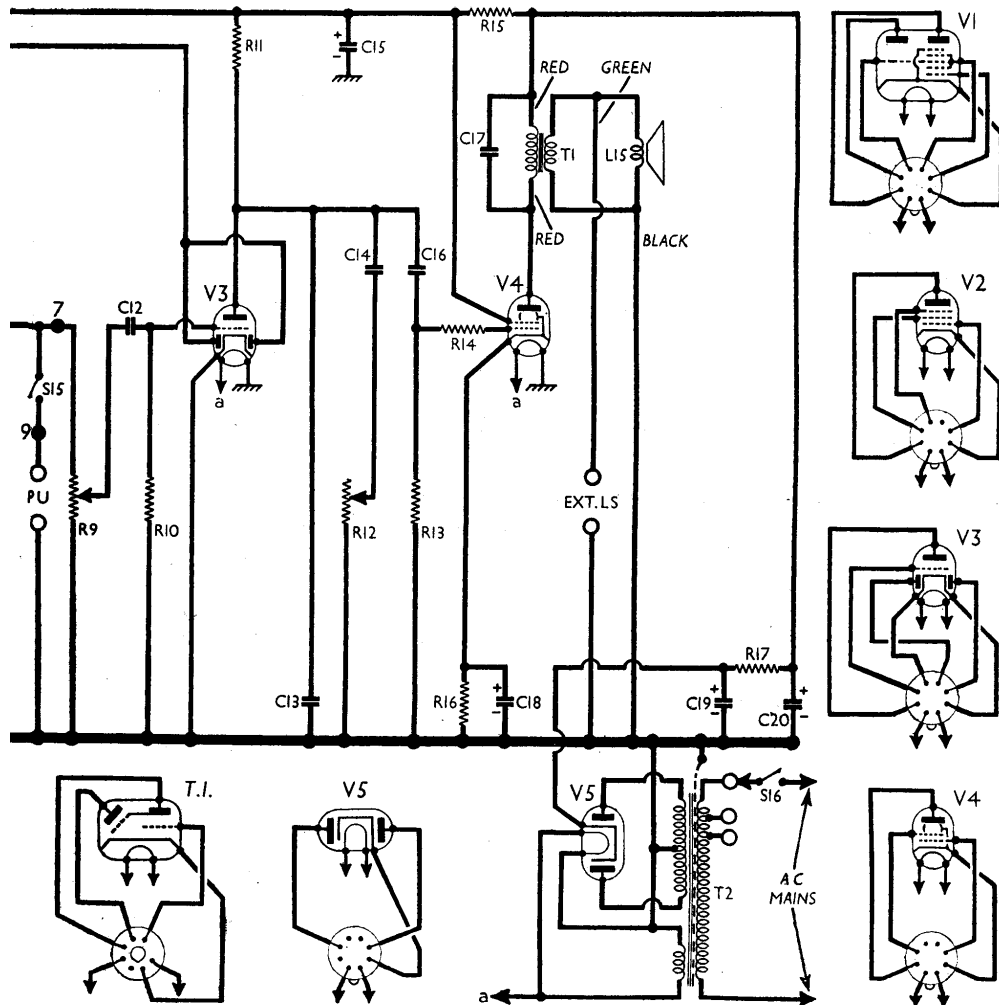 R15
V1
R11
C15
+
-
RED
GREEN
C17
T1
L15
RED
BLACK
C14
C16
V3
V4
V2
7
C12
R14
S15
a
a
9
PU
R9
R10
R12
R13
EXT.LS
V3
R17
C13
R16
+
-
C18
C19
+
-
C20
+
-
T.I.
V5
V5
S16
V4
T2
AC
MAINS
a